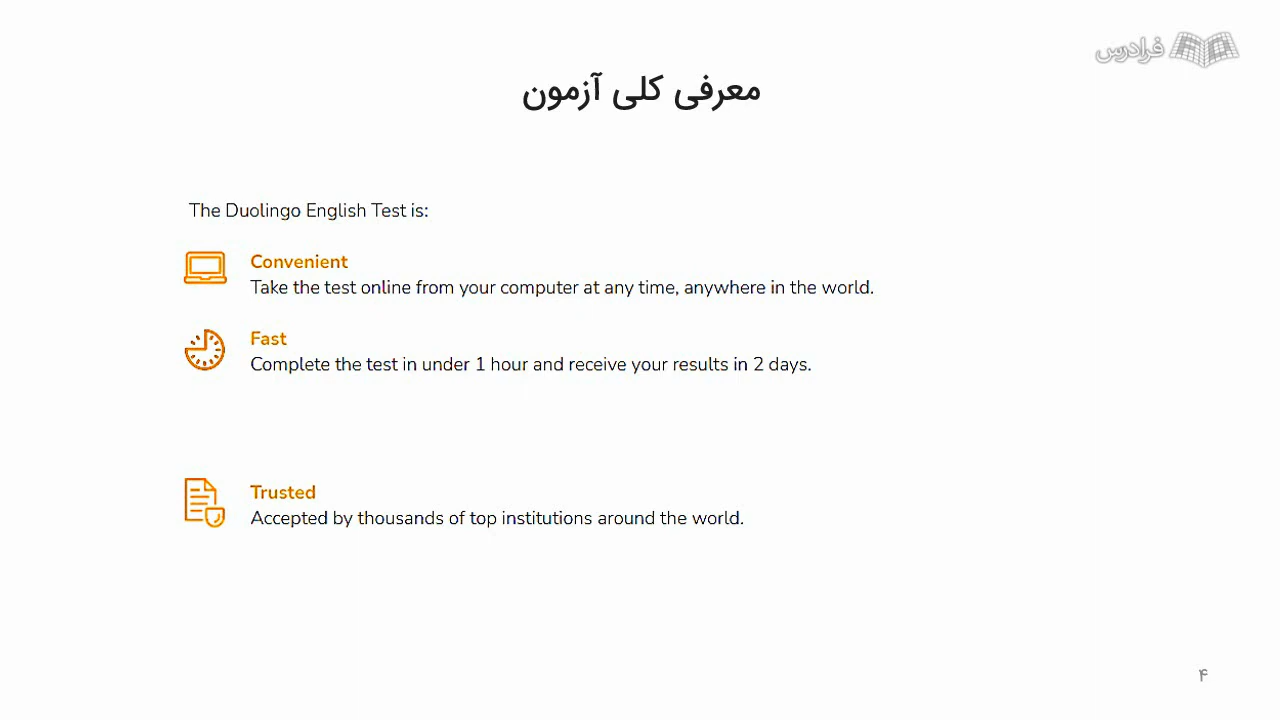 فرادرس
معرفی کلی آزمون
The Duolingo English Test is:
Convenient
Take the test online from your computer at any time, anywhere in the world.
Fast
Complete the test in under 1 hour and receive your results in 2 days.
Trusted
Accepted by thousands of top institutions around the world.
۴